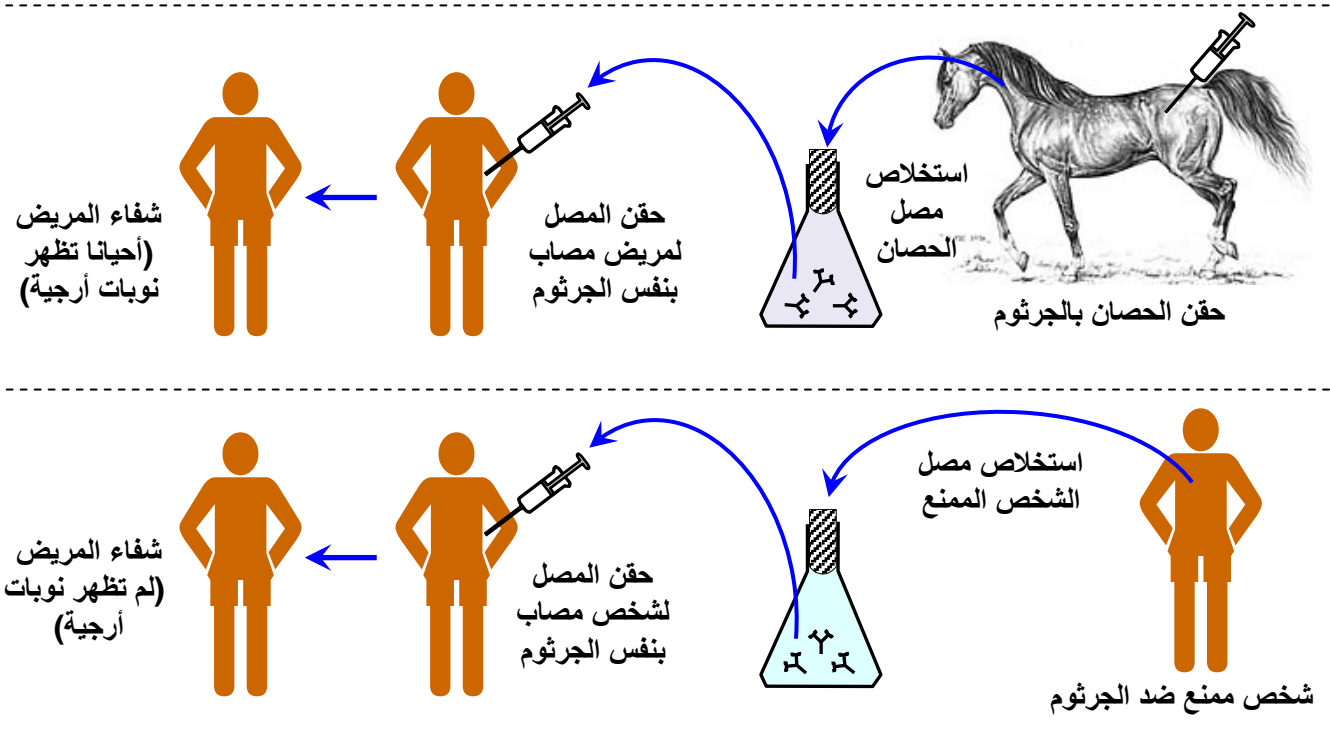 حقن الحصان بالجرثوم
استخلاص
مصل
الحصان
حقن المصل
لمريض مصاب
بنفس الجرثوم
شفاء المريض
(أحيانا تظهر
نوبات أرجية)
شخص ممنع ضد الجرثوم
استخلاص مصل
الشخص الممنع
حقن المصل
لشخص مصاب
بنفس الجرثوم
شفاء المريض
(لم تظهر نوبات
أرجية)